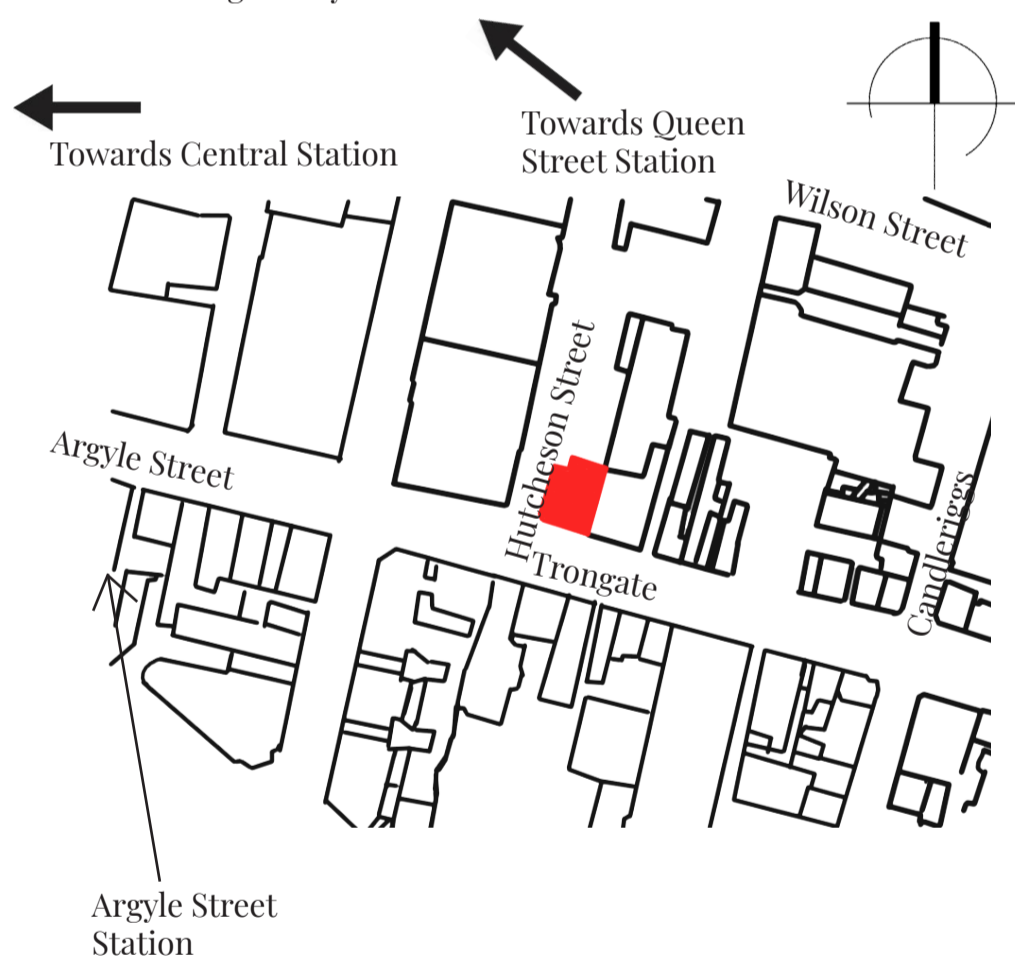 Towards Queen
Street Station
Towards Central Station
Wilson Street
Hutcheson Street
Argyle Street
Candleriggs
Trongate
Argyle Street
Station